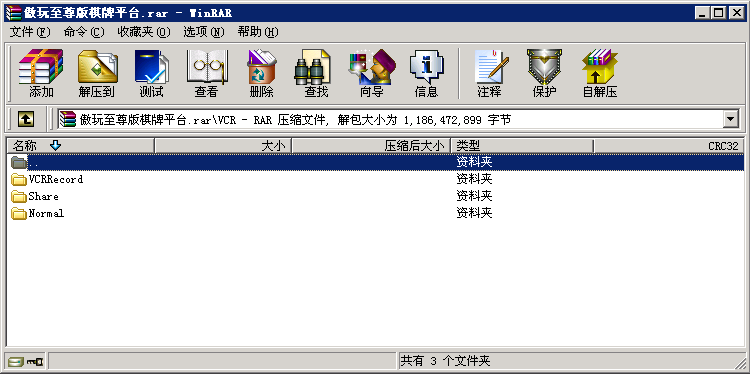 傲玩至尊版棋牌平台.rar - WinRAR
文件(F) 命令(C) 收藏夹(O) 选项(N) 帮助(H)
添加 解压到 测试 查看 删除 查找 向导 信息 注释 保护 自解压
傲玩至尊版棋牌平台.rar\VCR - RAR 压缩文件, 解包大小为 1,186,472,899 字节
名称 大小 压缩后大小 类型 CRC32
.. 资料夹
VCRRecord 资料夹
Share 资料夹
Normal 资料夹
共有 3 个文件夹